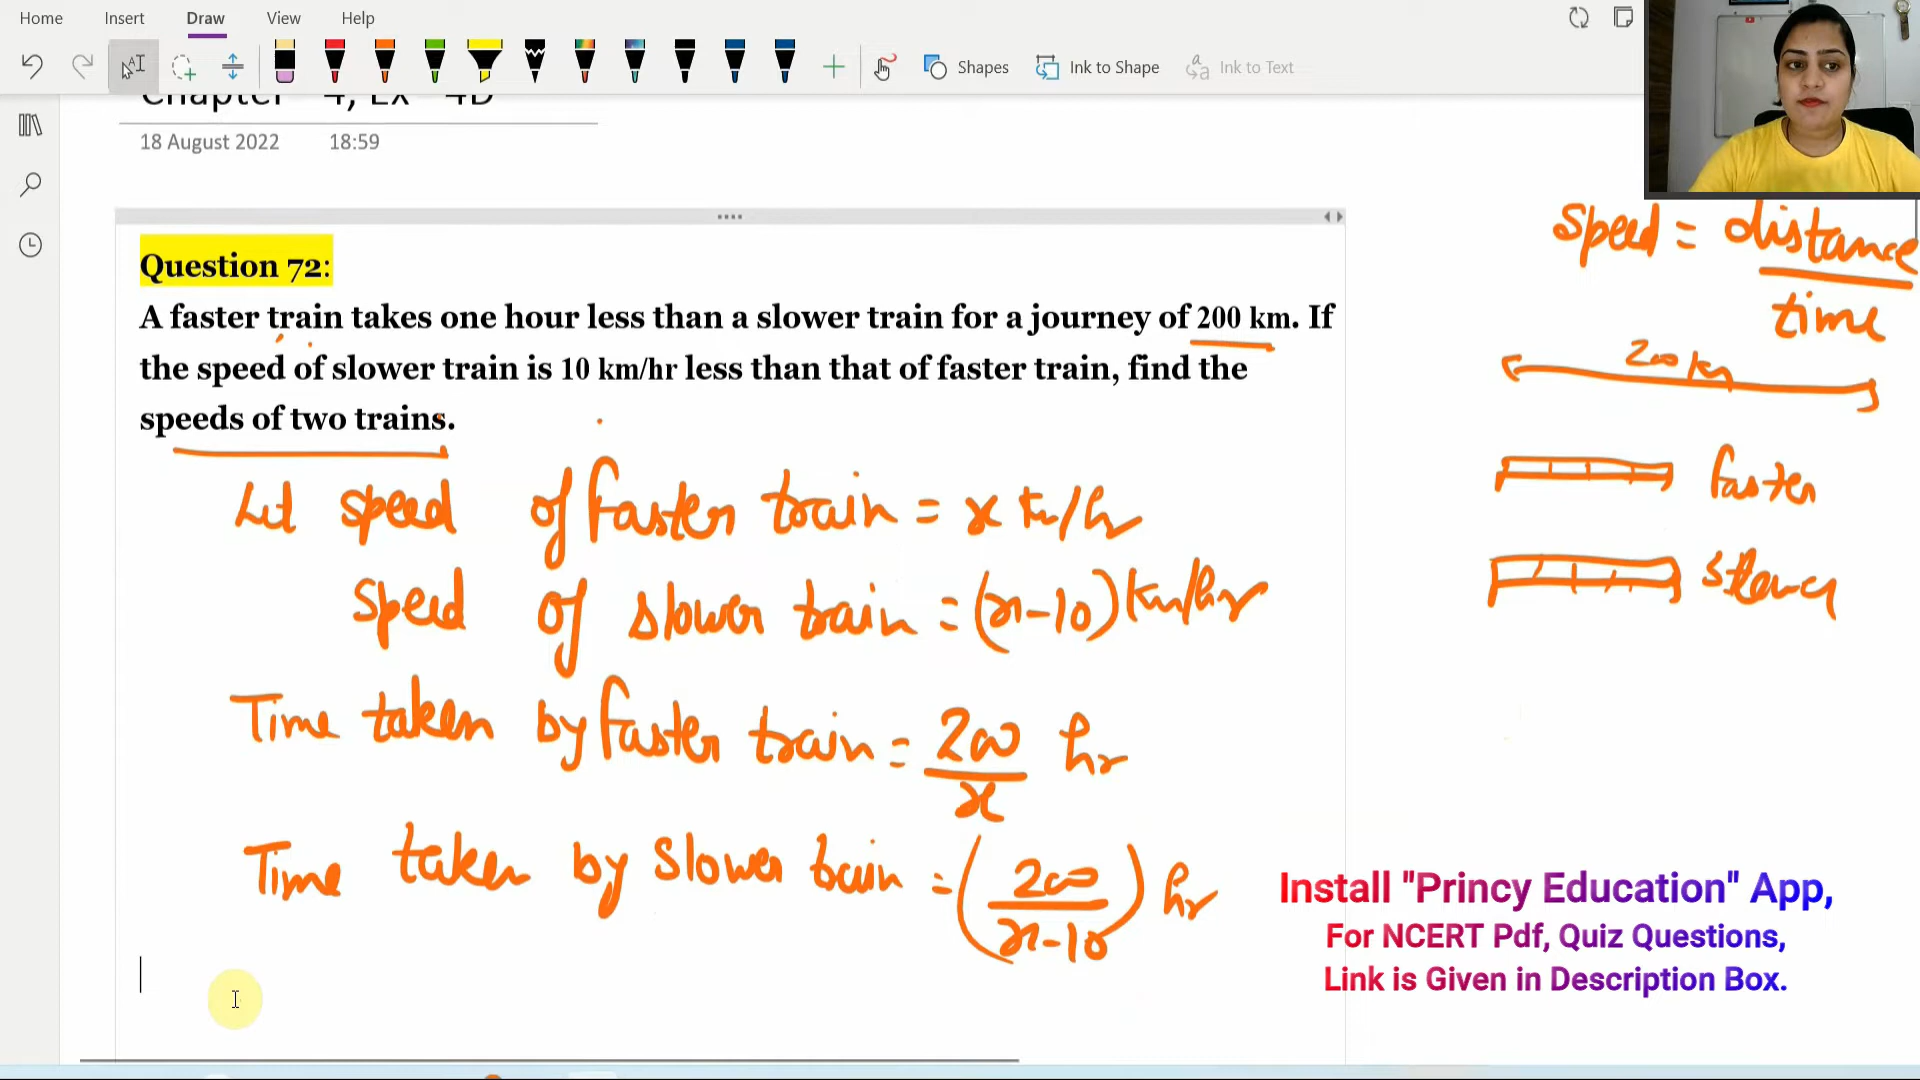 Home Insert Draw View Help
Shapes Ink to Shape Ink to Text
Chapter 4, Ex 4D
18 August 2022 18:59
Question 72:
A faster train takes one hour less than a slower train for a journey of 200 km. If
the speed of slower train is 10 km/hr less than that of faster train, find the
speeds of two trains.
Let speed of faster train = x km/hr
Speed of slower train = (x-10) km/hr
Time taken by faster train = 200/x hr
Time taken by slower train = (200/x-10) hr
Speed = distance/time
200 km
faster
Install "Princy Education" App,
For NCERT Pdf, Quiz Questions,
Link is Given in Description Box.